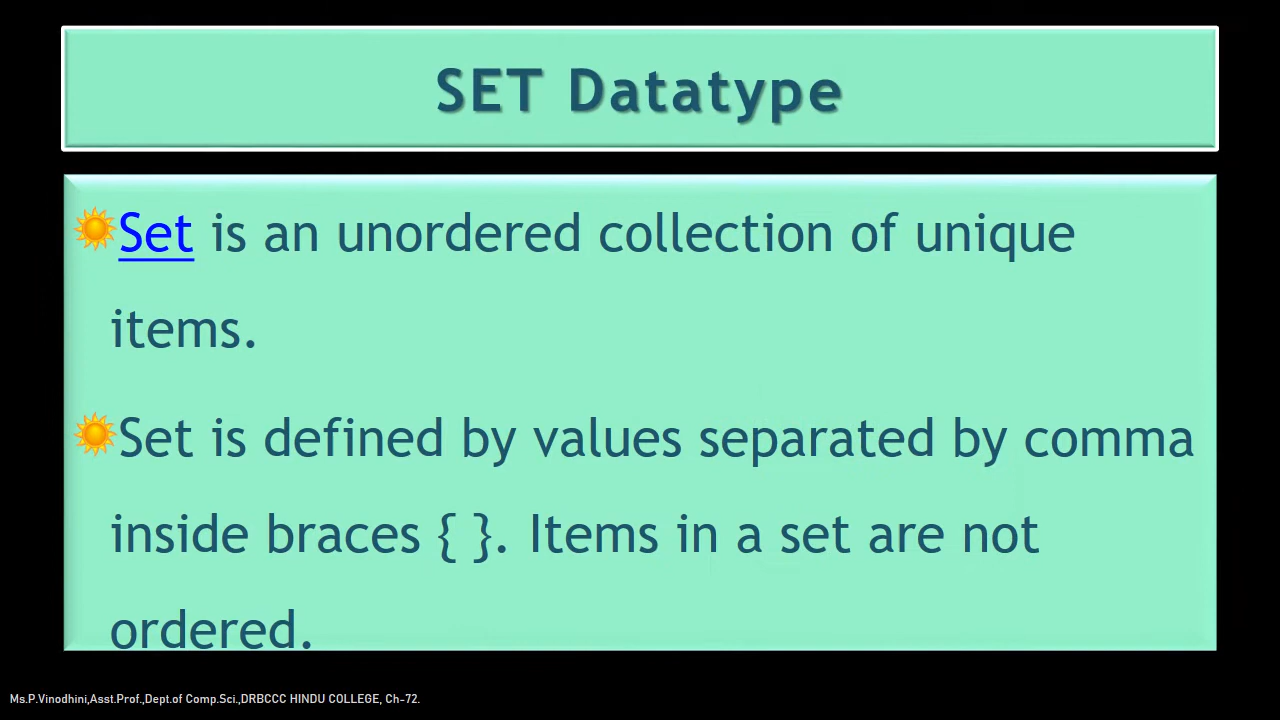 SET Datatype
Set is an unordered collection of unique
items.
Set is defined by values separated by comma
inside braces { }. Items in a set are not
ordered.
Ms.P.Vinodhini,Asst.Prof.,Dept.of Comp.Sci.,DRBCCC HINDU COLLEGE, Ch-72.